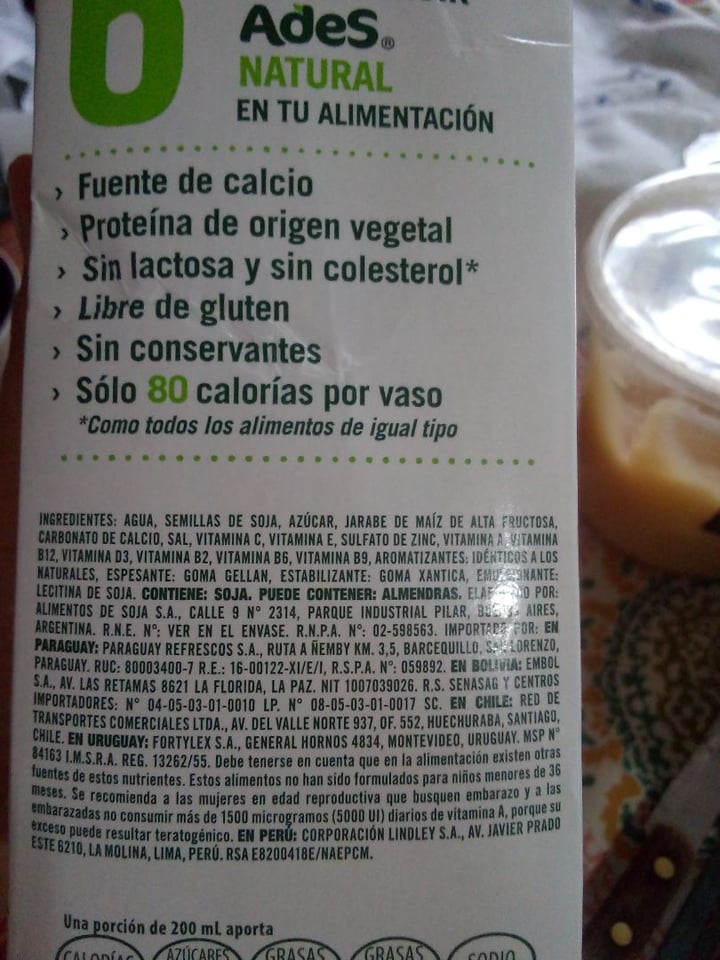 6
AdeS®
NATURAL
EN TU ALIMENTACIÓN
› Fuente de calcio
› Proteína de origen vegetal
› Sin lactosa y sin colesterol*
› Libre de gluten
› Sin conservantes
› Sólo 80 calorías por vaso
*Como todos los alimentos de igual tipo
INGREDIENTES: AGUA, SEMILLAS DE SOJA, AZÚCAR, JARABE DE MAÍZ DE ALTA FRUCTOSA,
CARBONATO DE CALCIO, SAL, VITAMINA C, VITAMINA E, SULFATO DE ZINC, VITAMINA A, VITAMINA
B12, VITAMINA D3, VITAMINA B2, VITAMINA B6, VITAMINA B9, AROMATIZANTES: IDÉNTICOS A LOS
NATURALES, ESPESANTE: GOMA GELLAN, ESTABILIZANTE: GOMA XANTICA, EMULSIONANTE:
LECITINA DE SOJA. CONTIENE: SOJA. PUEDE CONTENER: ALMENDRAS. POR:
ALIMENTOS DE SOJA S.A., CALLE 9 N° 2314, PARQUE INDUSTRIAL PILAR, BUENOS AIRES,
ARGENTINA. R.N.E. N°: VER EN EL ENVASE. R.N.P.A. N°: 02-598563. IMPORTADO POR: EN
PARAGUAY: PARAGUAY REFRESCOS S.A., RUTA A ÑEMBY KM. 3,5, BARCEQUILLO, SAN LORENZO,
PARAGUAY. RUC: 80003400-7 R.E.: 16-00122-XI/E/I, R.S.P.A. N°: 059892. EN BOLIVIA: EMBOL
S.A., AV. LAS RETAMAS 8621 LA FLORIDA, LA PAZ. NIT 1007039026. R.S. SENASAG Y CENTROS
IMPORTADORES: N° 04-05-03-01-0010 LP. N° 08-05-03-01-0017 SC. EN CHILE: RED DE
TRANSPORTES COMERCIALES LTDA., AV. DEL VALLE NORTE 937, OF. 552, HUECHURABA, SANTIAGO,
CHILE. EN URUGUAY: FORTYLEX S.A., GENERAL HORNOS 4834, MONTEVIDEO, URUGUAY. MSP N°
84163 I.M.S.R.A. REG. 13262/55. Debe tenerse en cuenta que en la alimentación existen otras
fuentes de estos nutrientes. Estos alimentos no han sido formulados para niños menores de 36
meses. Se recomienda a las mujeres en edad reproductiva que busquen embarazo y a las
embarazadas no consumir más de 1500 microgramos (5000 UI) diarios de vitamina A, porque su
exceso puede resultar teratogénico. EN PERÚ: CORPORACIÓN LINDLEY S.A., AV. JAVIER PRADO
ESTE 6210, LA MOLINA, LIMA, PERÚ. RSA E8200418E/NAEPCM.
Una porción de 200 mL aporta
CALORÍAS AZÚCARES GRASAS GRASAS SODIO